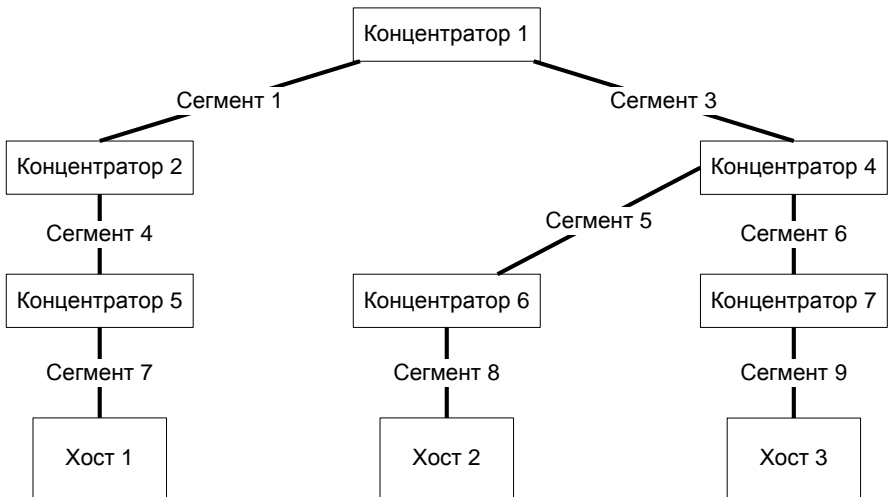 Концентратор 1
Сегмент 1
Сегмент 3
Концентратор 2
Концентратор 4
Сегмент 5
Сегмент 4
Сегмент 6
Концентратор 5
Концентратор 6
Концентратор 7
Сегмент 7
Сегмент 8
Сегмент 9
Хост 1
Хост 2
Хост 3